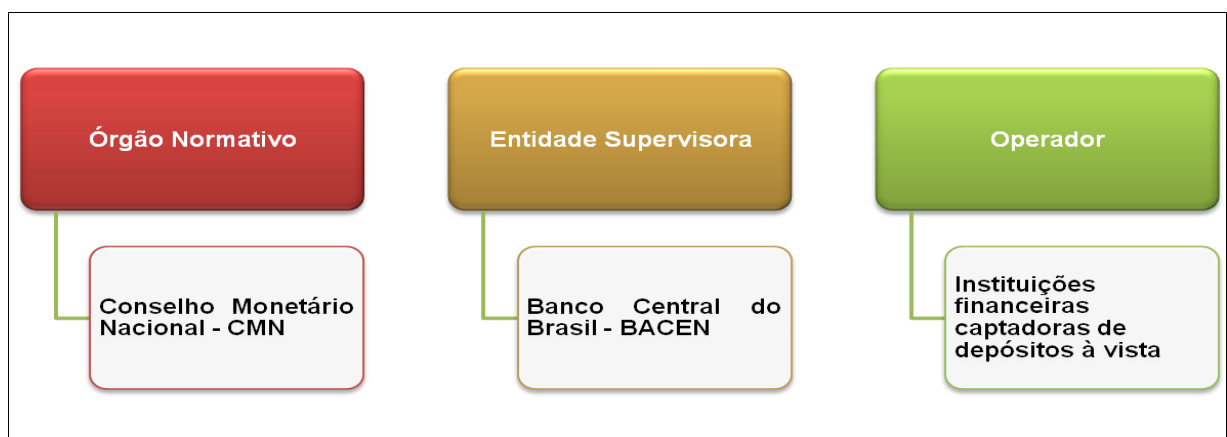 Órgão Normativo
Conselho Monetário
Nacional - CMN
Entidade Supervisora
Banco Central do
Brasil - BACEN
Operador
Instituições
financeiras
captadoras de
depósitos à vista